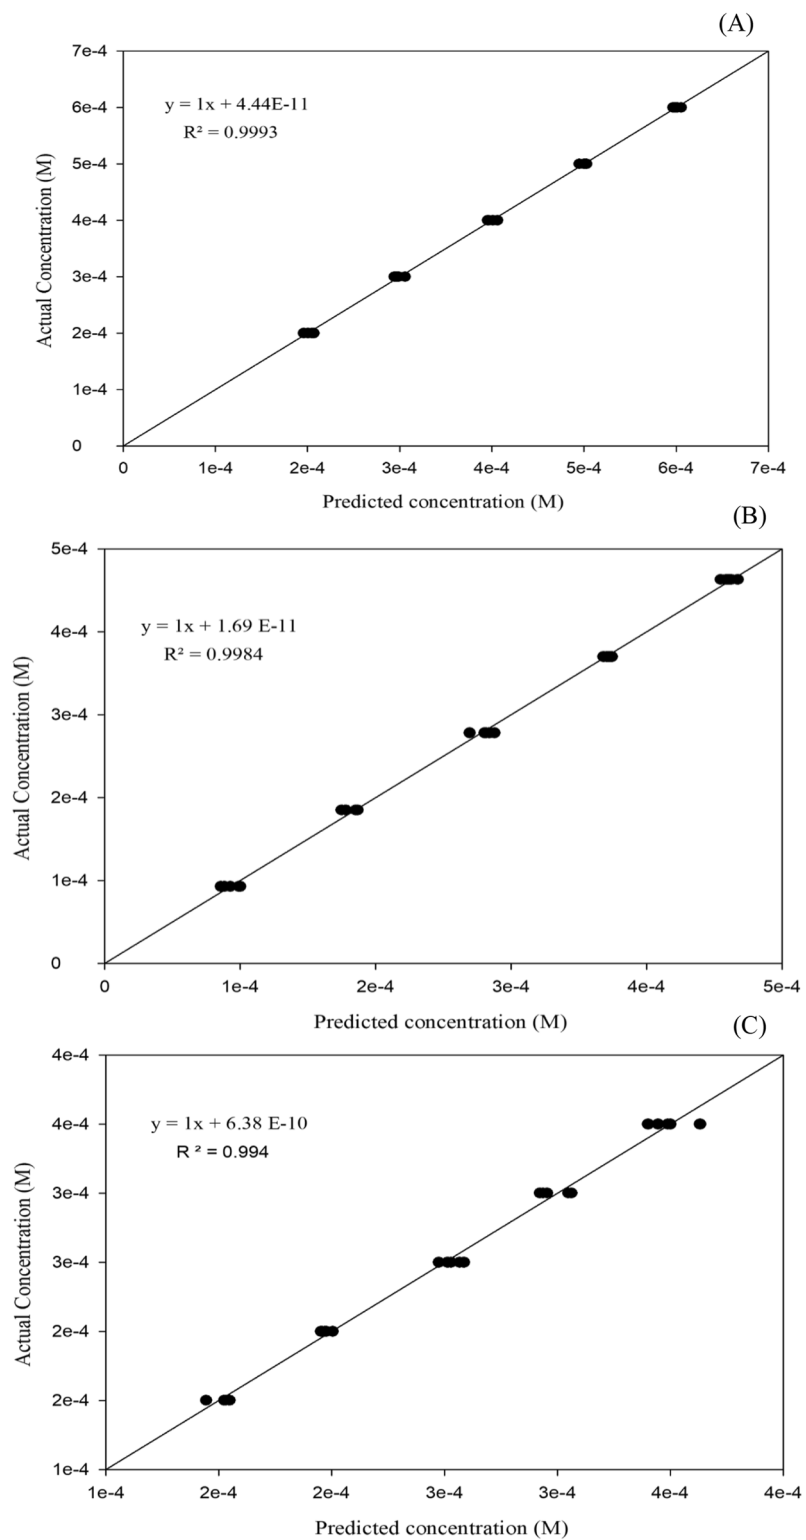 (A)
7e-4
y = 1x + 4.44E-11
R² = 0.9993
6e-4
5e-4
4e-4
3e-4
2e-4
1e-4
0
Actual Concentration (M)
0 1e-4 2e-4 3e-4 4e-4 5e-4 6e-4 7e-4
Predicted concentration (M)
(B)
5e-4
y = 1x + 1.69 E-11
R² = 0.9984
4e-4
3e-4
2e-4
1e-4
0
Actual Concentration (M)
0 1e-4 2e-4 3e-4 4e-4 5e-4
Predicted concentration (M)
(C)
4e-4
y = 1x + 6.38 E-10
R ² = 0.994
4e-4
3e-4
3e-4
2e-4
2e-4
1e-4
Actual Concentration (M)
1e-4 2e-4 2e-4 3e-4 3e-4 4e-4 4e-4
Predicted concentration (M)